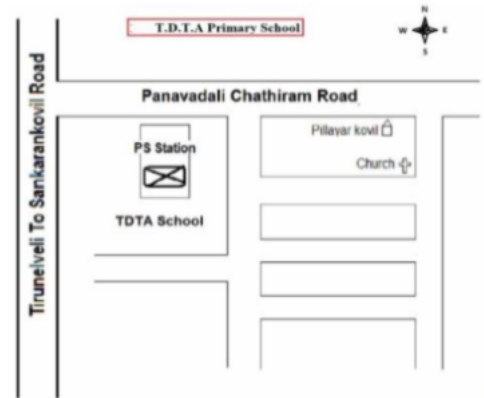 T.D.T.A Primary School
N
W E
S
Panavadali Chathiram Road
Tirunelveli To Sankarankovil Road
Pillayar kovil
PS Station
Church
TDTA School